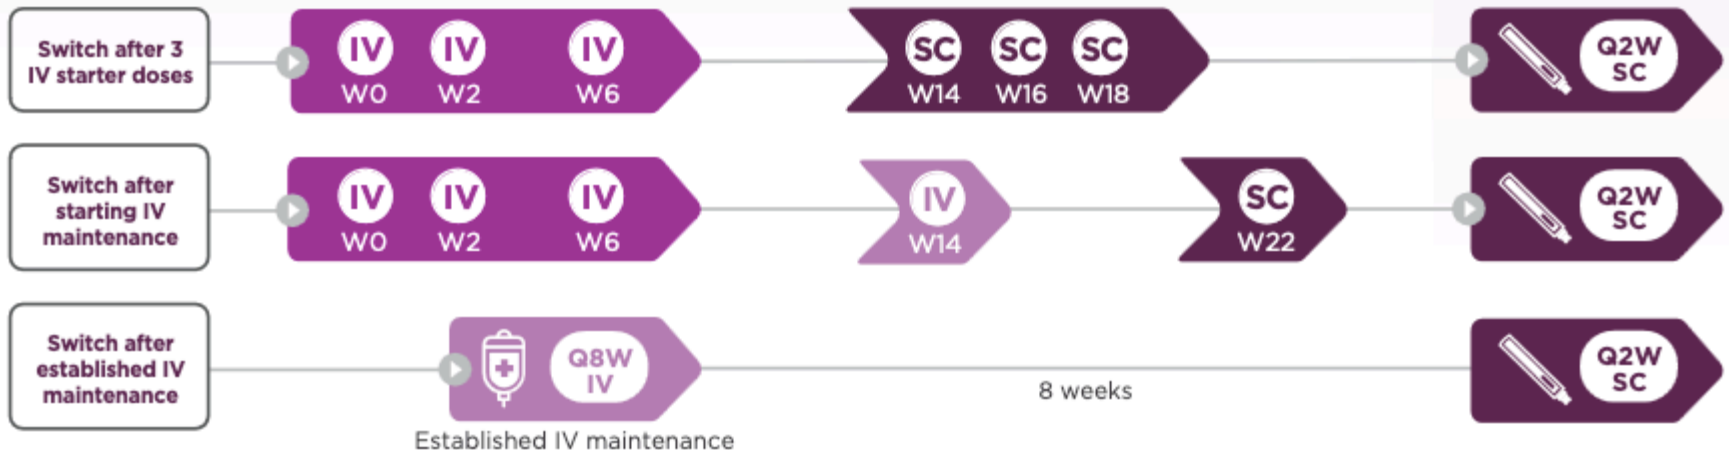 Switch after 3
IV starter doses
IV IV IV
W0 W2 W6
SC SC SC
W14 W16 W18
Q2W
SC
Switch after
starting IV
maintenance
IV IV IV
W0 W2 W6
IV
W14
SC
W22
Q2W
SC
Switch after
established IV
maintenance
Q8W
IV
Established IV maintenance
8 weeks
Q2W
SC